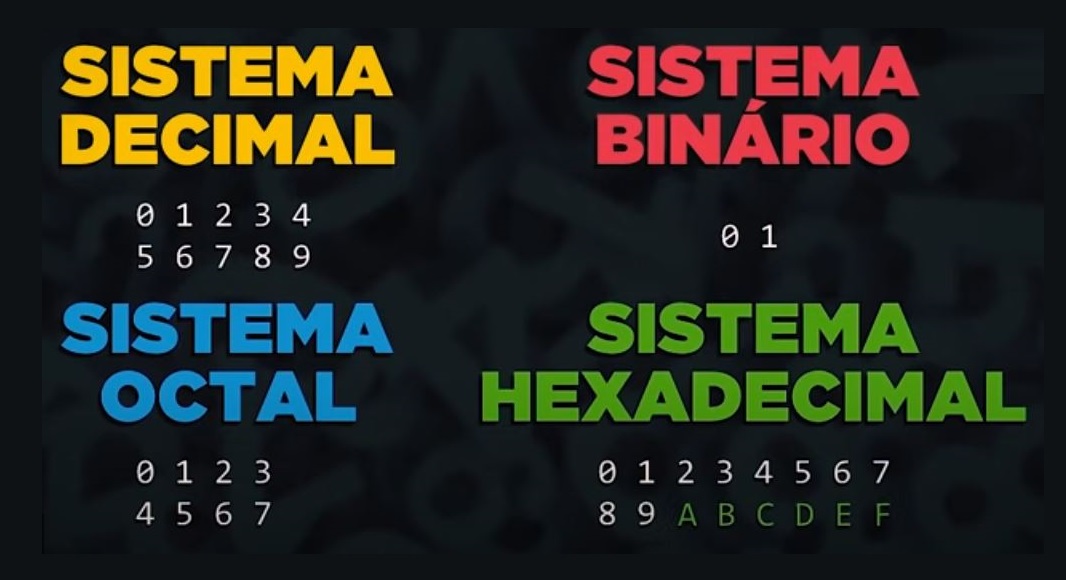 SISTEMA
DECIMAL
0 1 2 3 4
5 6 7 8 9
SISTEMA
BINÁRIO
0 1
SISTEMA
OCTAL
0 1 2 3
4 5 6 7
SISTEMA
HEXADECIMAL
0 1 2 3 4 5 6 7
8 9 A B C D E F